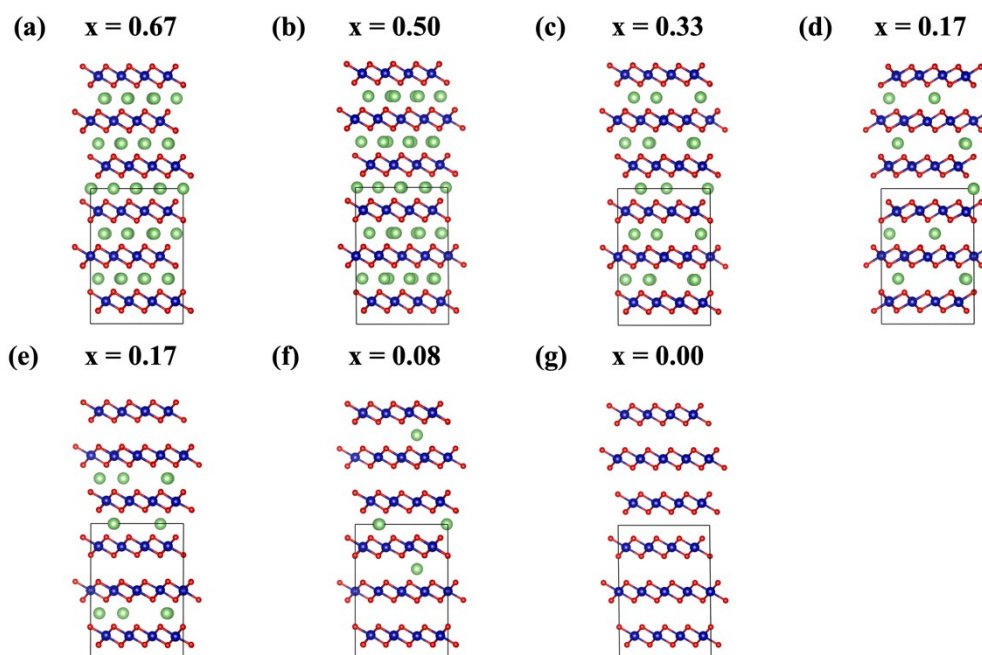 (a) x = 0.67
(b) x = 0.50
(c) x = 0.33
(d) x = 0.17
(e) x = 0.17
(f) x = 0.08
(g) x = 0.00